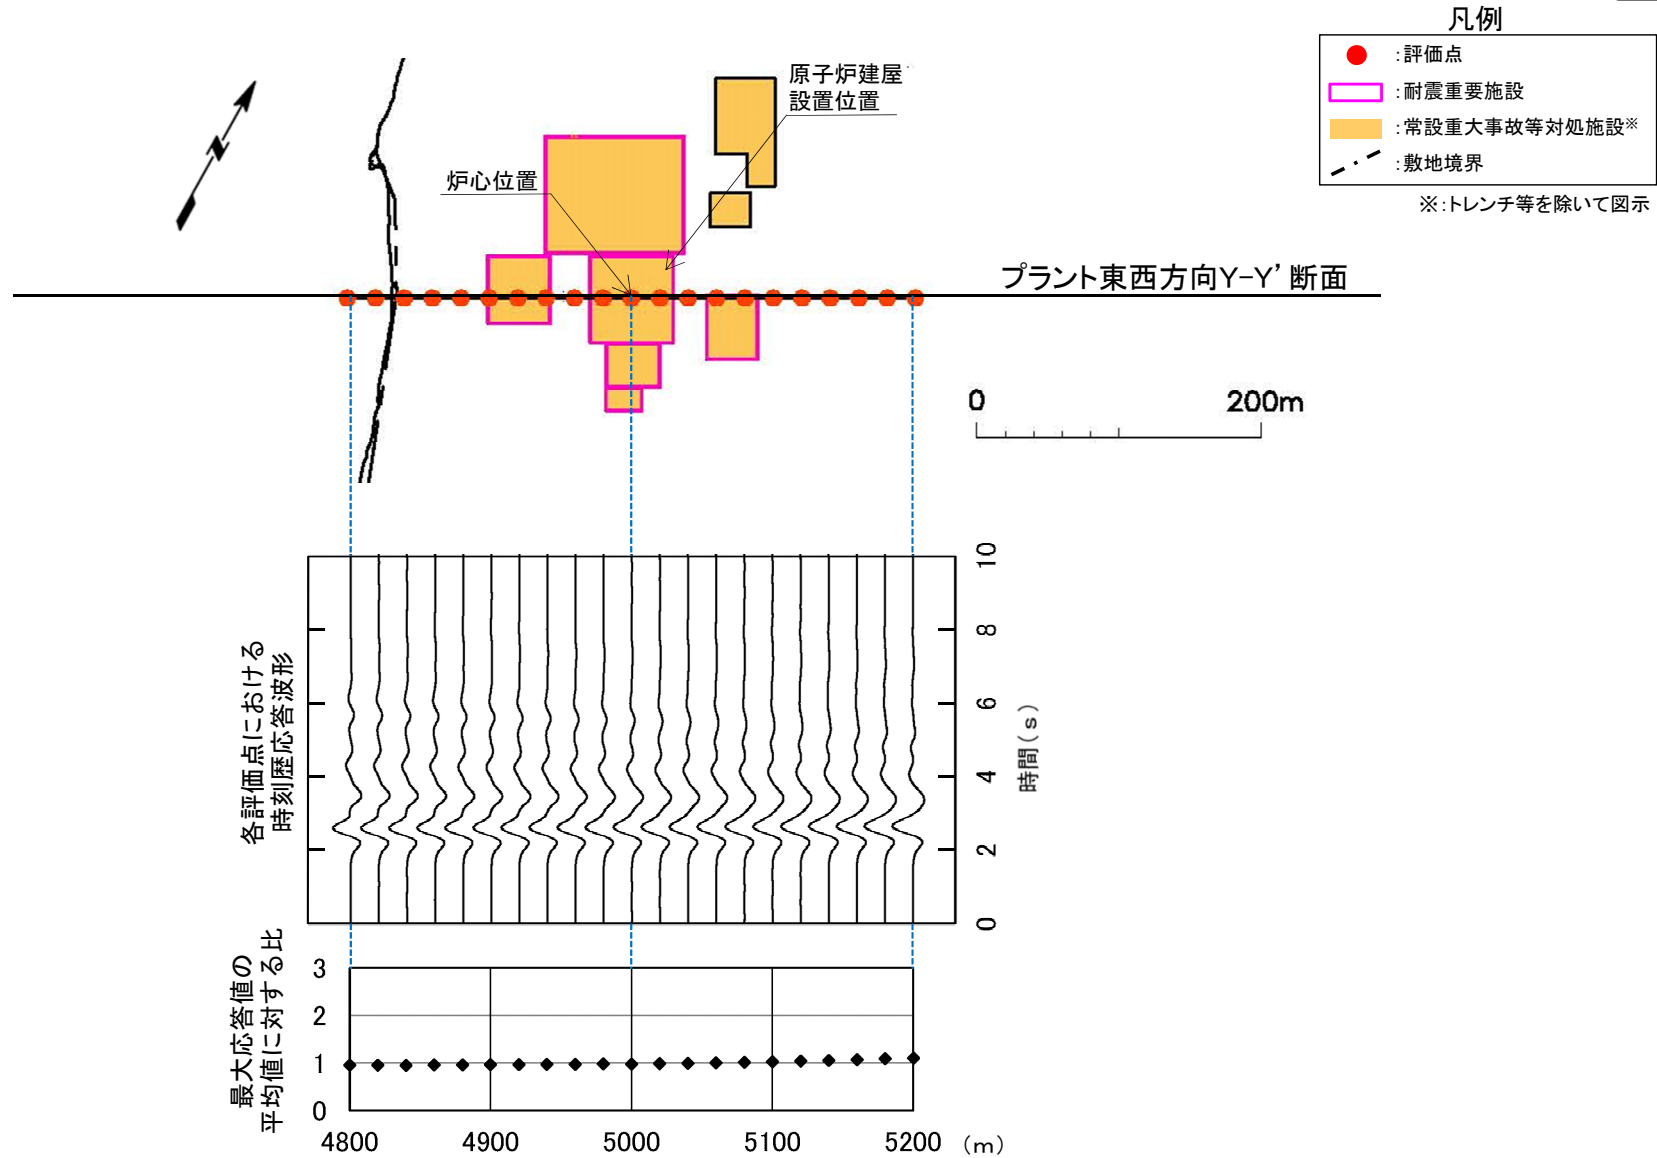 凡例
:評価点
:耐震重要施設
:常設重大事故等対処施設※
:敷地境界
※:トレンチ等を除いて図示
原子炉建屋
設置位置
炉心位置
N
プラント東西方向Y-Y’断面
0 200m
各評価点における
時刻歴応答波形
10
8
6
4
2
0
時間(s)
最大応答値の
平均値に対する比
3
2
1
0
4800 4900 5000 5100 5200 (m)